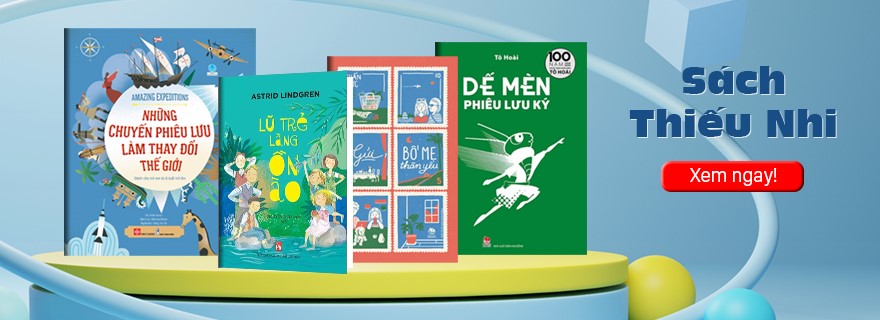 AMAZING EXPEDITIONS
NHỮNG
CHUYẾN PHIÊU LƯU
LÀM THAY ĐỔI
THẾ GIỚI
ASTRID LINDGREN
LŨ TRẺ
LÀNG
ỒN
ÀO
Gửi
BỐ MẸ
thân yêu
Tô Hoài
100
NĂM
TÔ HOÀI
DẾ MÈN
PHIÊU LƯU KÝ
Sách
Thiếu Nhi
Xem ngay!